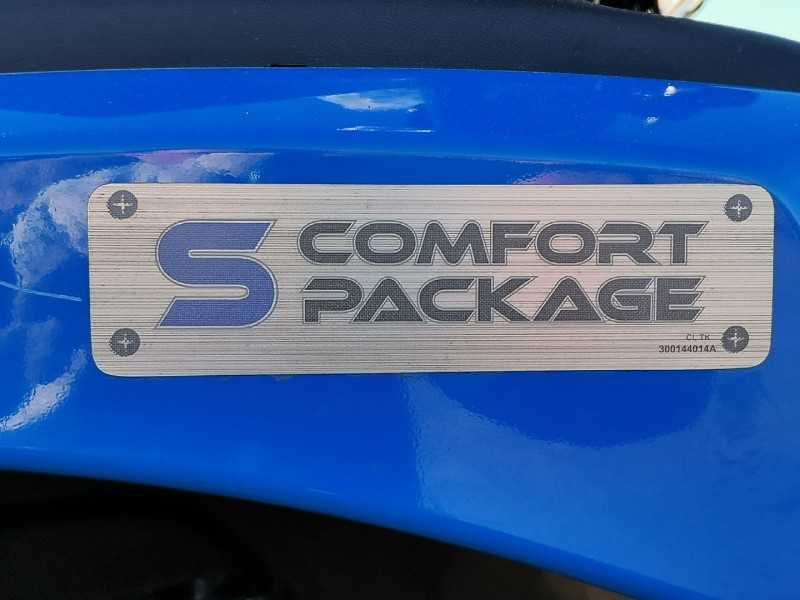 S COMFORT
PACKAGE
CL TK
300144014A